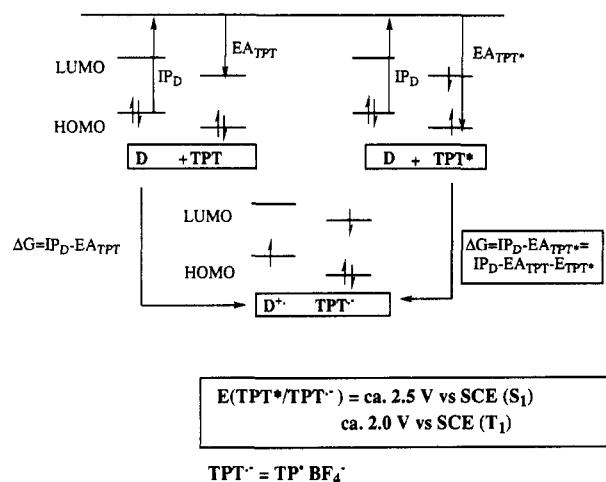 EA_TPT EA_TPT*
LUMO IP_D IP_D
HOMO
D + TPT D + TPT*
LUMO
ΔG=IP_D-EA_TPT ΔG=IP_D-EA_TPT*=
HOMO IP_D-EA_TPT-E_TPT*
D⁺· TPT·⁻
E(TPT*/TPT·⁻) = ca. 2.5 V vs SCE (S₁)
ca. 2.0 V vs SCE (T₁)
TPT·⁻ = TP· BF₄⁻